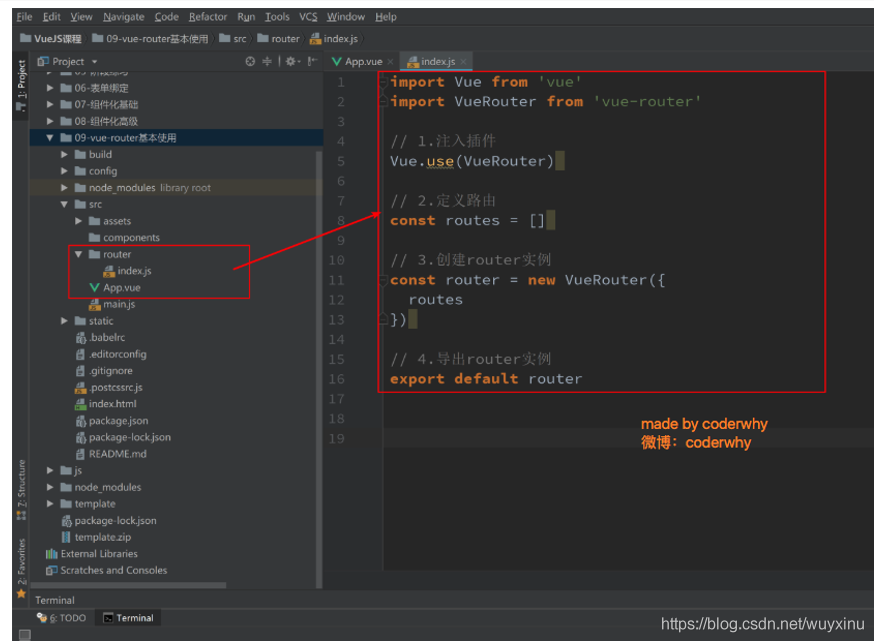 File Edit View Navigate Code Refactor Run Tools VCS Window Help
VueJS课程 09-vue-router基本使用 src router index.js
1: Project
Project
App.vue
index.js
06-表单绑定
07-组件化基础
08-组件化高级
09-vue-router基本使用
build
config
node_modules library root
src
assets
components
router
index.js
App.vue
main.js
static
.babelrc
.editorconfig
.gitignore
.postcssrc.js
index.html
package.json
package-lock.json
README.md
js
node_modules
template
package-lock.json
template.zip
External Libraries
Scratches and Consoles
7: Structure
2: Favorites
1 import Vue from 'vue'
2 import VueRouter from 'vue-router'
3
4 // 1.注入插件
5 Vue.use(VueRouter)
6
7 // 2.定义路由
8 const routes = []
9
10 // 3.创建router实例
11 const router = new VueRouter({
12 routes
13 })
14
15 // 4.导出router实例
16 export default router
17
18
19
made by coderwhy
微博：coderwhy
Terminal
6: TODO Terminal
https://blog.csdn.net/wuyxinu